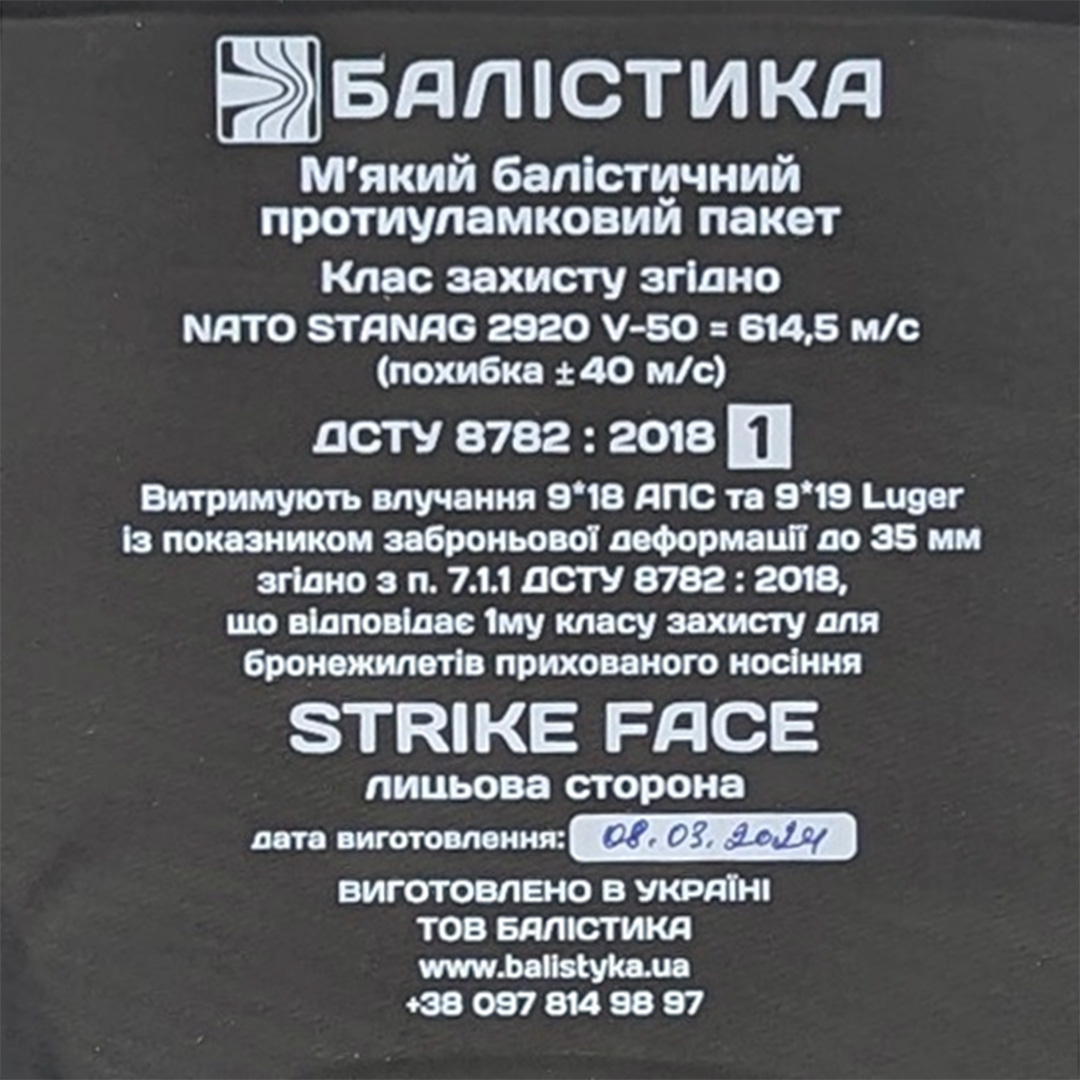 БАЛІСТИКА
М'який балістичний
протиуламковий пакет
Клас захисту згідно
NATO STANAG 2920 V-50 = 614,5 м/с
(похибка ±40 м/с)
ДСТУ 8782 : 2018 1
Витримують влучання 9*18 АПС та 9*19 Luger
із показником заброньової деформації до 35 мм
згідно з п. 7.1.1 ДСТУ 8782 : 2018,
що відповідає 1му класу захисту для
бронежилетів прихованого носіння
STRIKE FACE
лицьова сторона
дата виготовлення: 08.03.2024
ВИГОТОВЛЕНО В УКРАЇНІ
ТОВ БАЛІСТИКА
www.balistyka.ua
+38 097 814 98 97